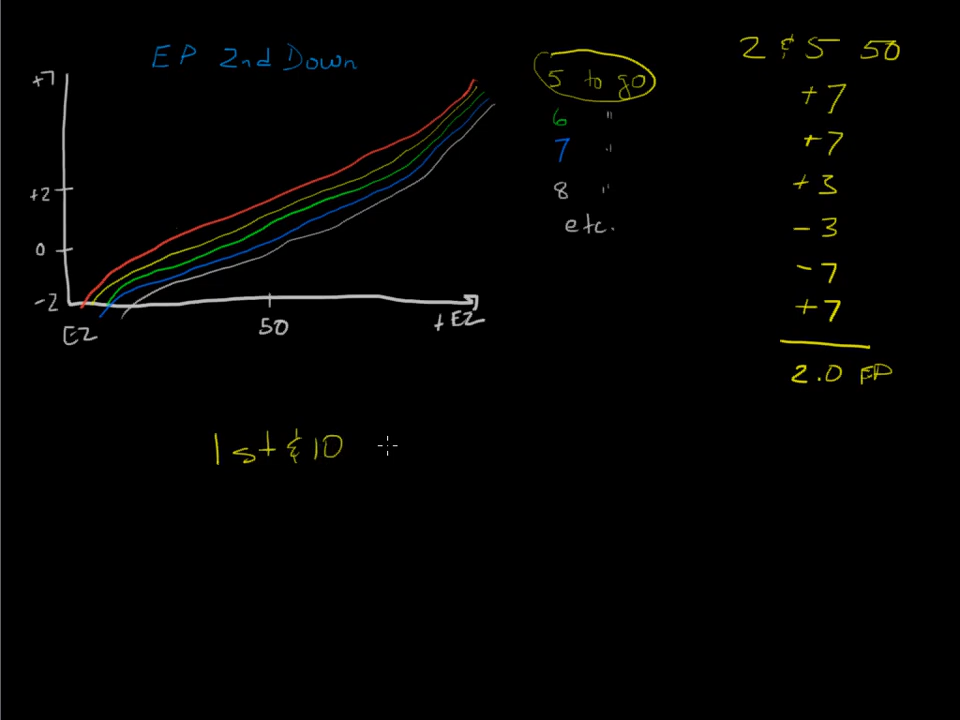 EP 2nd Down
+7
+2
0
-2
EZ
50
+EZ
5 to go
6 "
7 "
8 "
etc.
2 & 5 50
+7
+7
+3
-3
-7
+7
2.0 EP
1st & 10